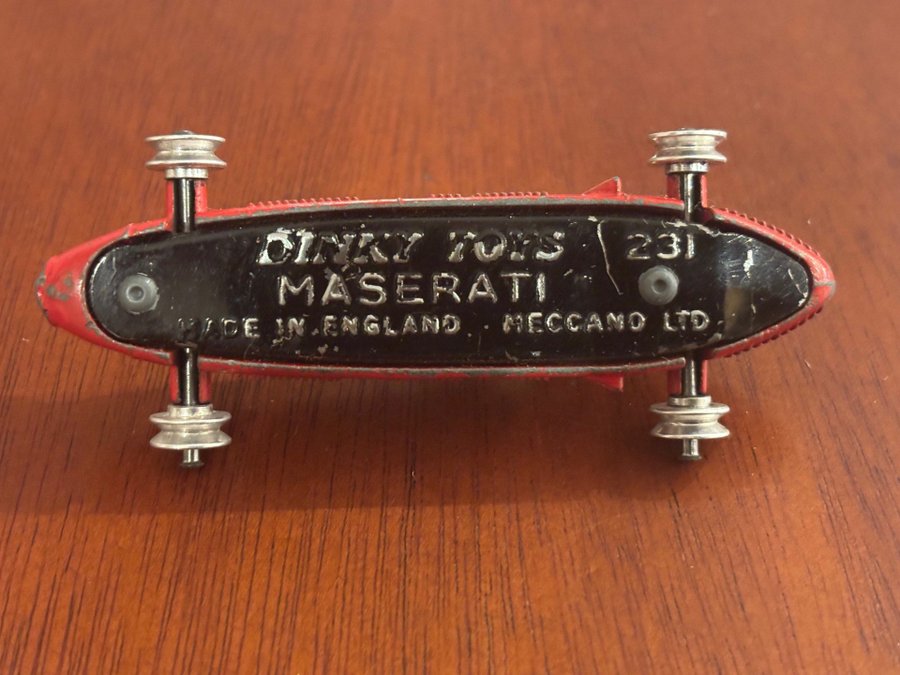 DINKY TOYS 231
MASERATI
MADE IN ENGLAND MECCANO LTD